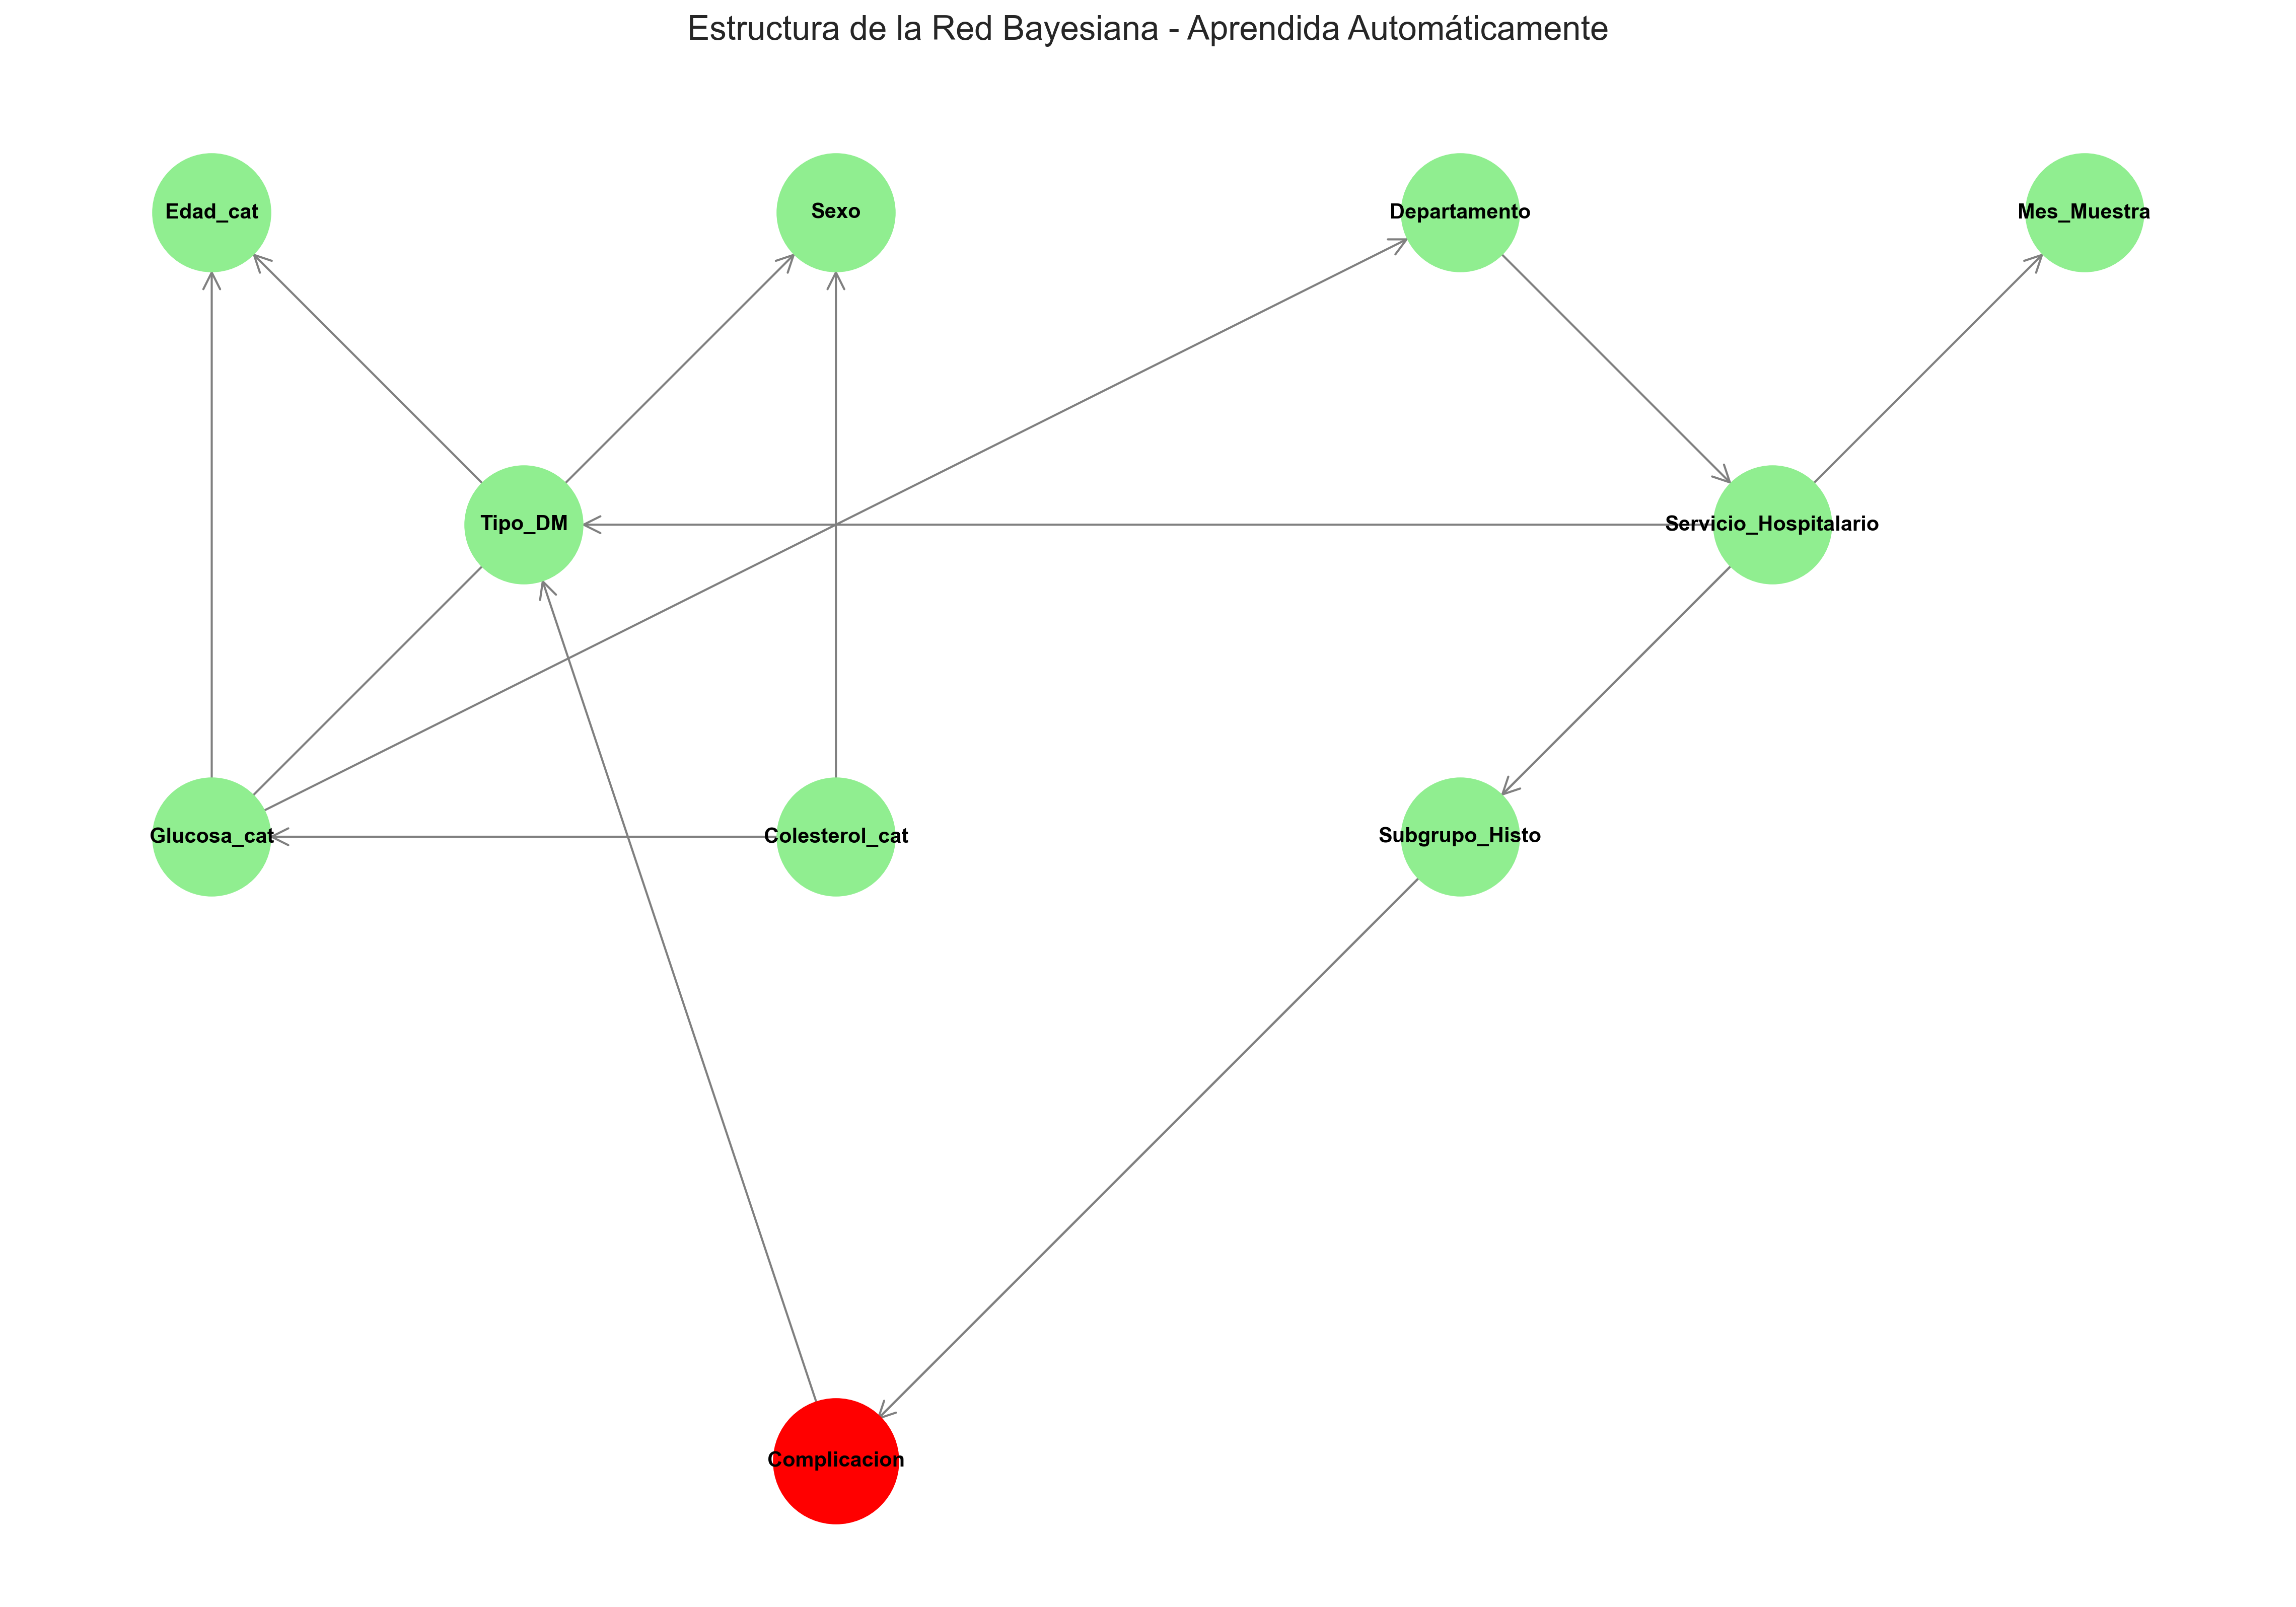 Estructura de la Red Bayesiana - Aprendida Automáticamente
Edad_cat
Sexo
Departamento
Mes_Muestra
Tipo_DM
Servicio_Hospitalario
Glucosa_cat
Colesterol_cat
Subgrupo_Histo
Complicacion